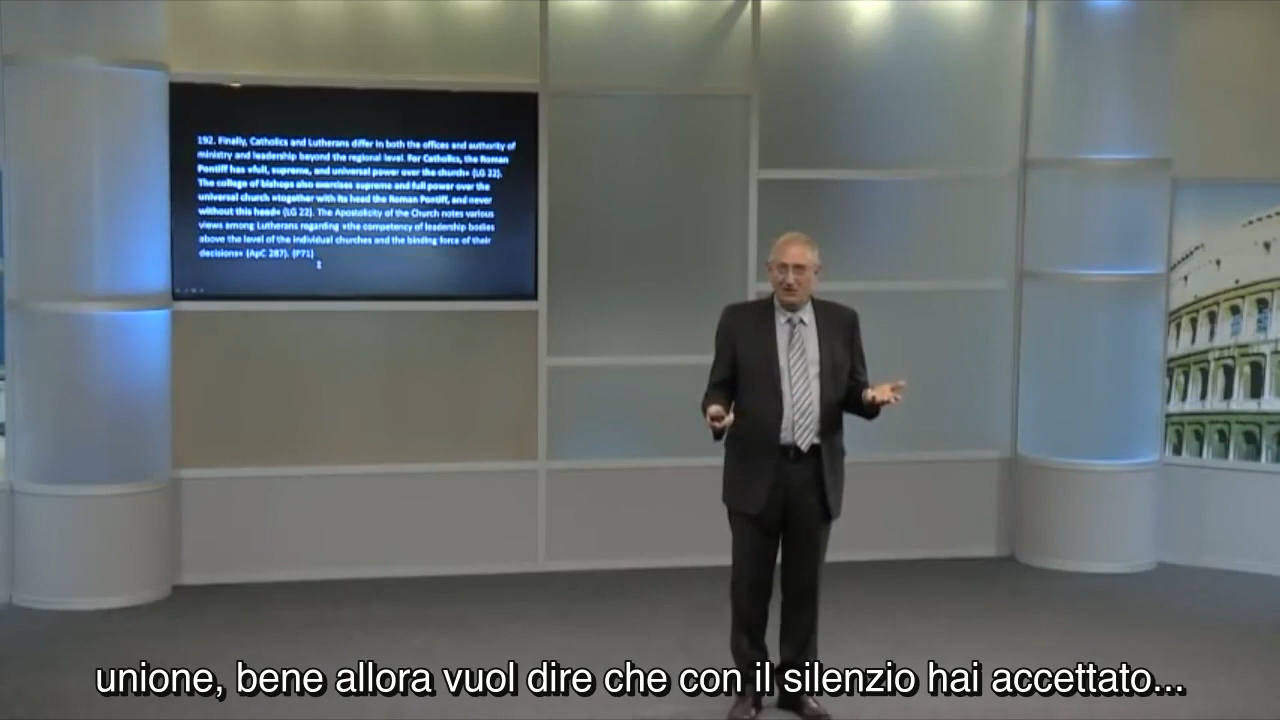 192. Finally, Catholics and Lutherans differ in both the offices and authority of
ministry and leadership beyond the regional level. For Catholics, the Roman
Pontiff has »full, supreme, and universal power over the church« (LG 22).
The college of bishops also exercises supreme and full power over the
universal church »together with its head the Roman Pontiff, and never
without this head« (LG 22). The Apostolicity of the Church notes various
views among Lutherans regarding »the competency of leadership bodies
above the level of the individual churches and the binding force of their
decisions« (ApC 287). (P71)
unione, bene allora vuol dire che con il silenzio hai accettato...